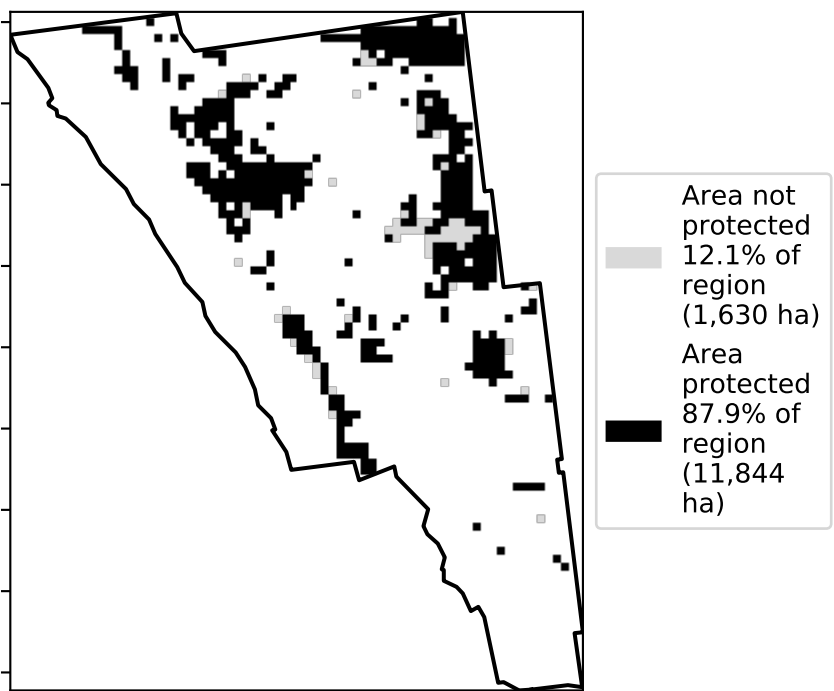 Area not
protected
12.1% of
region
(1,630 ha)
Area
protected
87.9% of
region
(11,844
ha)